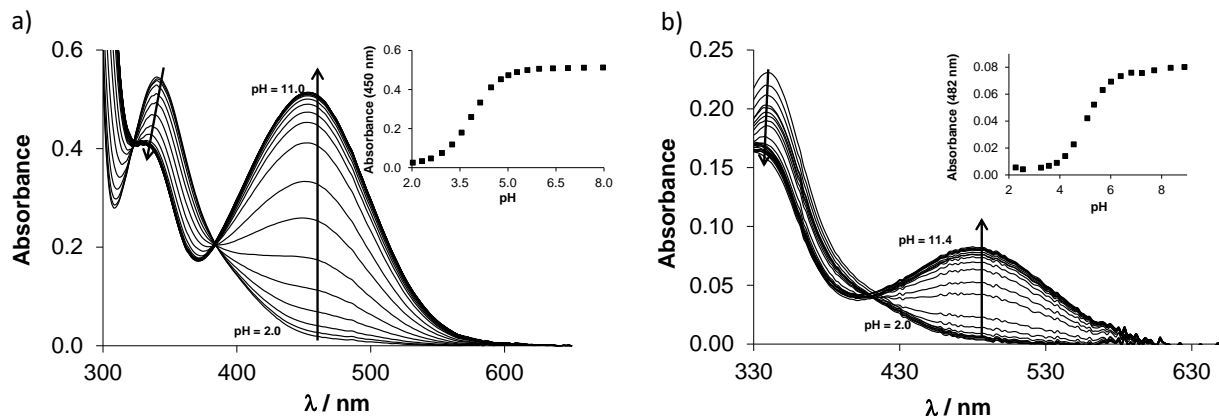 a)
Absorbance
0.6
0.4
0.2
0.0
300
400
500
600
λ / nm
pH = 11.0
pH = 2.0
Absorbance (450 nm)
0.6
0.4
0.2
0.0
2.0
3.5
5.0
6.5
8.0
pH
b)
Absorbance
0.25
0.20
0.15
0.10
0.05
0.00
330
430
530
630
λ / nm
pH = 11.4
pH = 2.0
Absorbance (482 nm)
0.08
0.06
0.04
0.02
0.00
2
4
6
8
pH